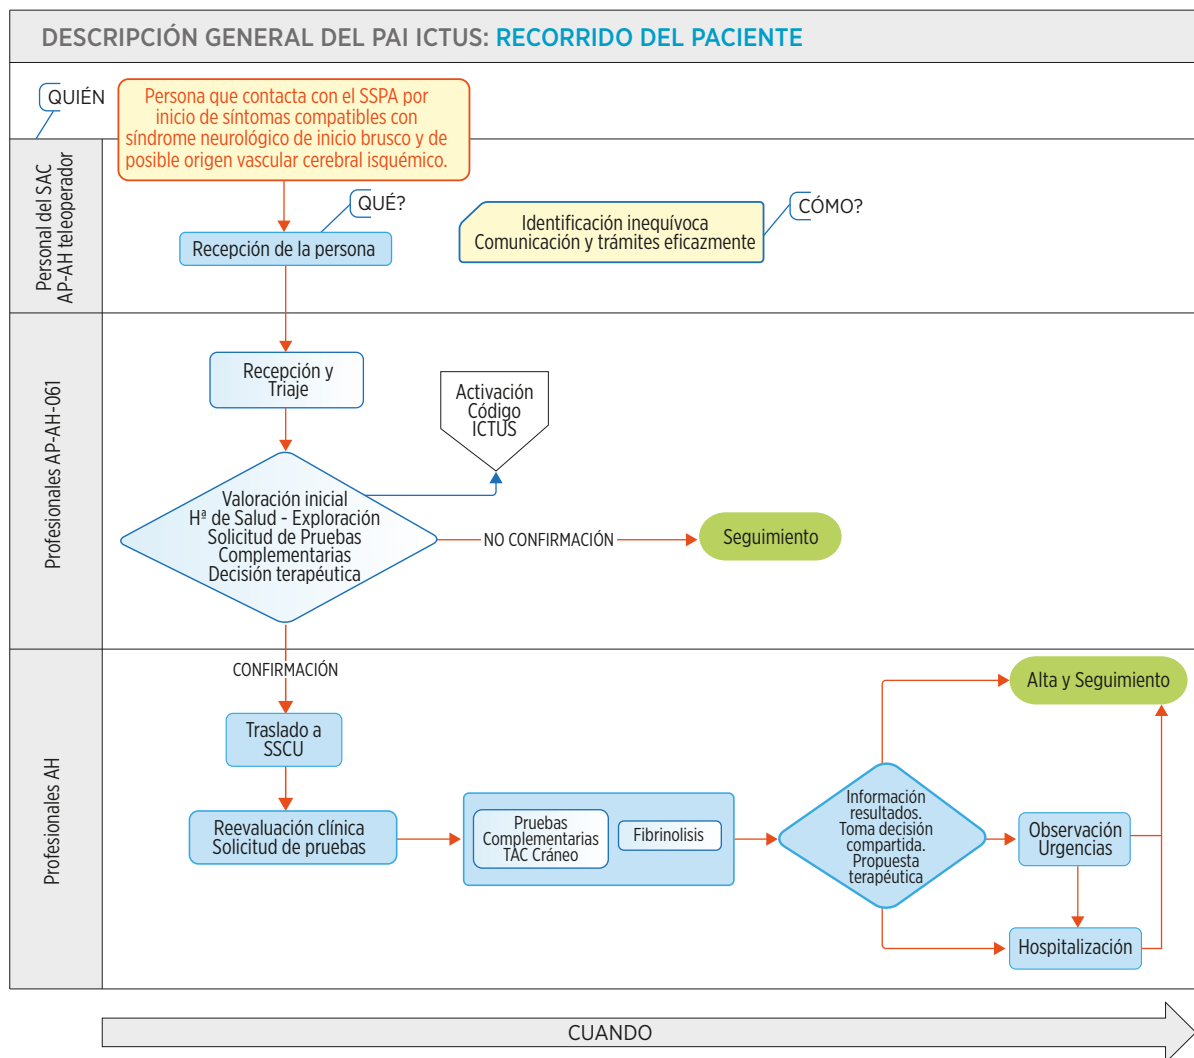 DESCRIPCIÓN GENERAL DEL PAI ICTUS: RECORRIDO DEL PACIENTE
QUIÉN
Persona que contacta con el SSPA por
inicio de síntomas compatibles con
síndrome neurológico de inicio brusco y de
posible origen vascular cerebral isquémico.
Personal del SAC
AP-AH teleoperador
QUÉ?
Recepción de la persona
Identificación inequívoca
Comunicación y trámites eficazmente
CÓMO?
Profesionales AP-AH-061
Recepción y
Triaje
Activación
Código
ICTUS
Valoración inicial
Hª de Salud - Exploración
Solicitud de Pruebas
Complementarias
Decisión terapéutica
NO CONFIRMACIÓN
Seguimiento
Profesionales AH
CONFIRMACIÓN
Traslado a
SSCU
Reevaluación clínica
Solicitud de pruebas
Pruebas
Complementarias
TAC Cráneo
Fibrinolisis
Información
resultados.
Toma decisión
compartida.
Propuesta
terapéutica
Alta y Seguimiento
Observación
Urgencias
Hospitalización
CUANDO